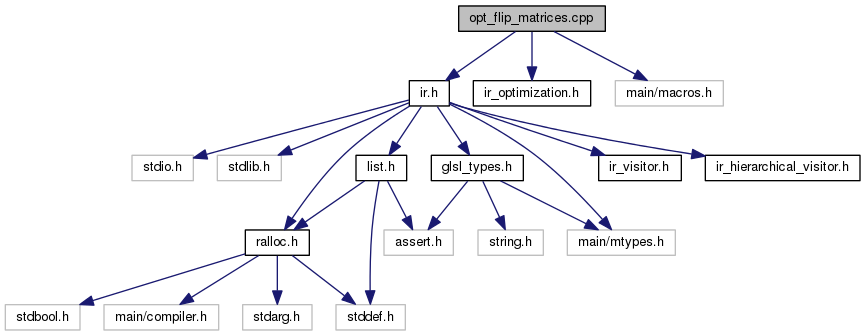 opt_flip_matrices.cpp
ir.h
ir_optimization.h
main/macros.h
stdio.h
stdlib.h
list.h
glsl_types.h
ir_visitor.h
ir_hierarchical_visitor.h
ralloc.h
assert.h
string.h
main/mtypes.h
stdbool.h
main/compiler.h
stdarg.h
stddef.h